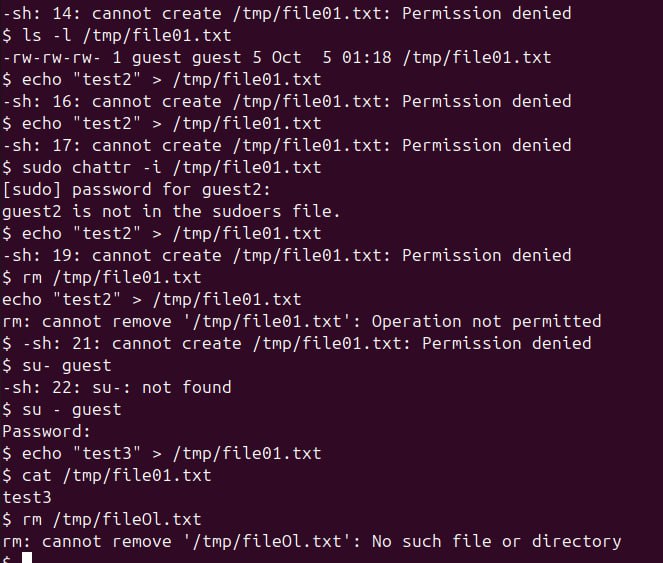 -sh: 14: cannot create /tmp/file01.txt: Permission denied
$ ls -l /tmp/file01.txt
-rw-rw-rw- 1 guest guest 5 Oct  5 01:18 /tmp/file01.txt
$ echo "test2" > /tmp/file01.txt
-sh: 16: cannot create /tmp/file01.txt: Permission denied
$ echo "test2" > /tmp/file01.txt
-sh: 17: cannot create /tmp/file01.txt: Permission denied
$ sudo chattr -i /tmp/file01.txt
[sudo] password for guest2:
guest2 is not in the sudoers file.
$ echo "test2" > /tmp/file01.txt
-sh: 19: cannot create /tmp/file01.txt: Permission denied
$ rm /tmp/file01.txt
echo "test2" > /tmp/file01.txt
rm: cannot remove '/tmp/file01.txt': Operation not permitted
$ -sh: 21: cannot create /tmp/file01.txt: Permission denied
$ su- guest
-sh: 22: su-: not found
$ su - guest
Password:
$ echo "test3" > /tmp/file01.txt
$ cat /tmp/file01.txt
test3
$ rm /tmp/fileOl.txt
rm: cannot remove '/tmp/fileOl.txt': No such file or directory
$